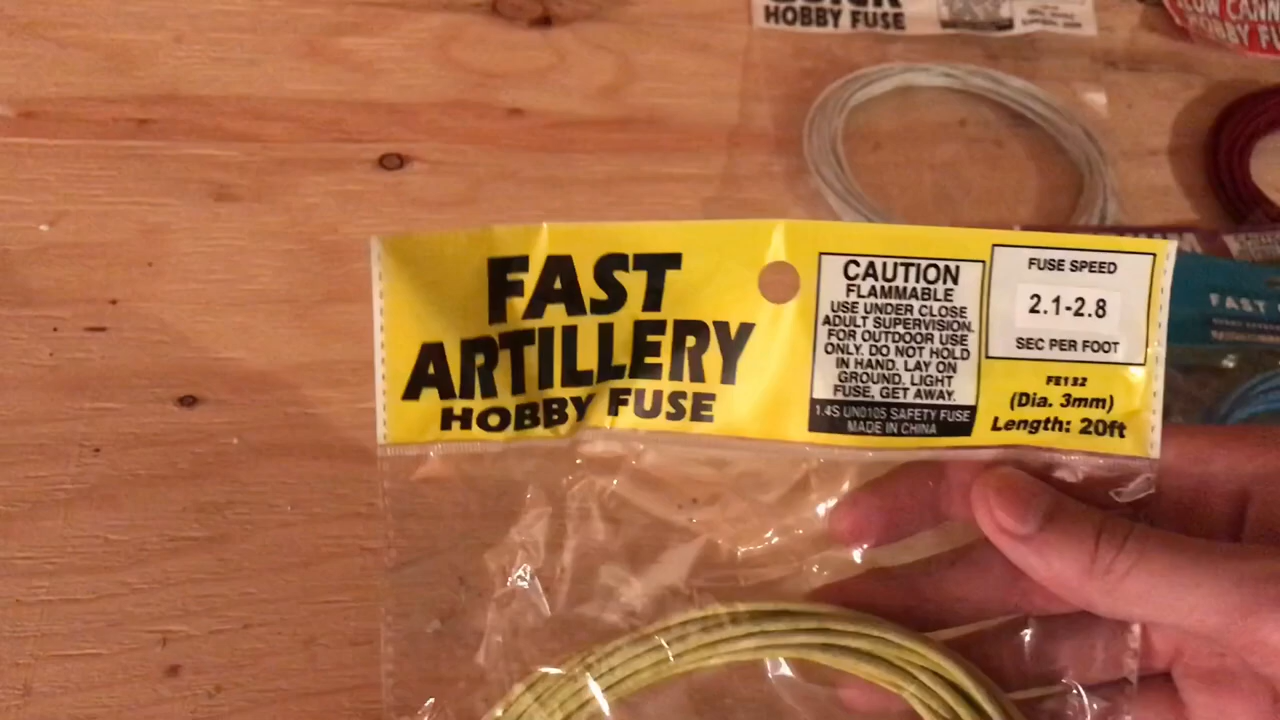 HOBBY FUSE
HOBBY
FAST
FAST
ARTILLERY
HOBBY FUSE
CAUTION
FLAMMABLE
USE UNDER CLOSE
ADULT SUPERVISION.
FOR OUTDOOR USE
ONLY. DO NOT HOLD
IN HAND. LAY ON
GROUND. LIGHT
FUSE, GET AWAY.
1.4S UN0105 SAFETY FUSE
MADE IN CHINA
FUSE SPEED
2.1-2.8
SEC PER FOOT
FE132
(Dia. 3mm)
Length: 20ft